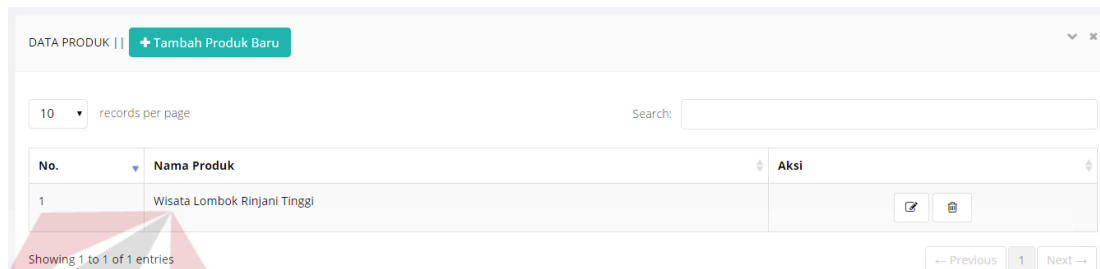 DATA PRODUK || + Tambah Produk Baru
10 records per page Search:
No. Nama Produk Aksi
1 Wisata Lombok Rinjani Tinggi
Showing 1 to 1 of 1 entries ← Previous 1 Next →